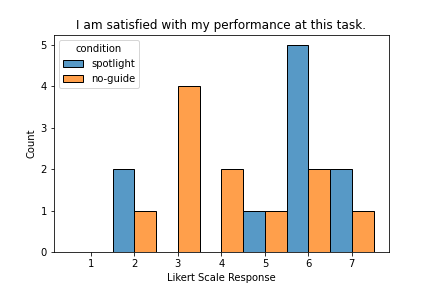 I am satisfied with my performance at this task.
condition
spotlight
no-guide
5
4
3
2
1
0
Count
1 2 3 4 5 6 7
Likert Scale Response